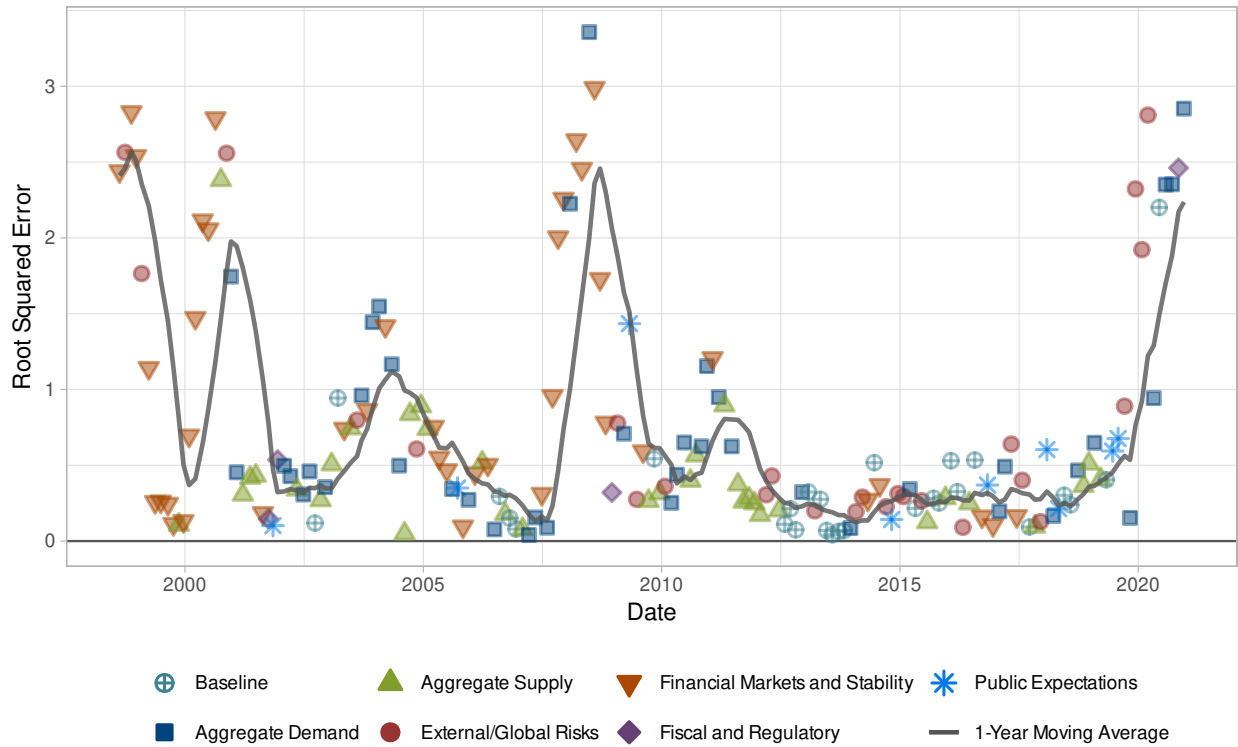 Root Squared Error
3
2
1
0
2000 2005 2010 2015 2020
Date
Baseline Aggregate Supply Financial Markets and Stability Public Expectations
Aggregate Demand External/Global Risks Fiscal and Regulatory 1-Year Moving Average